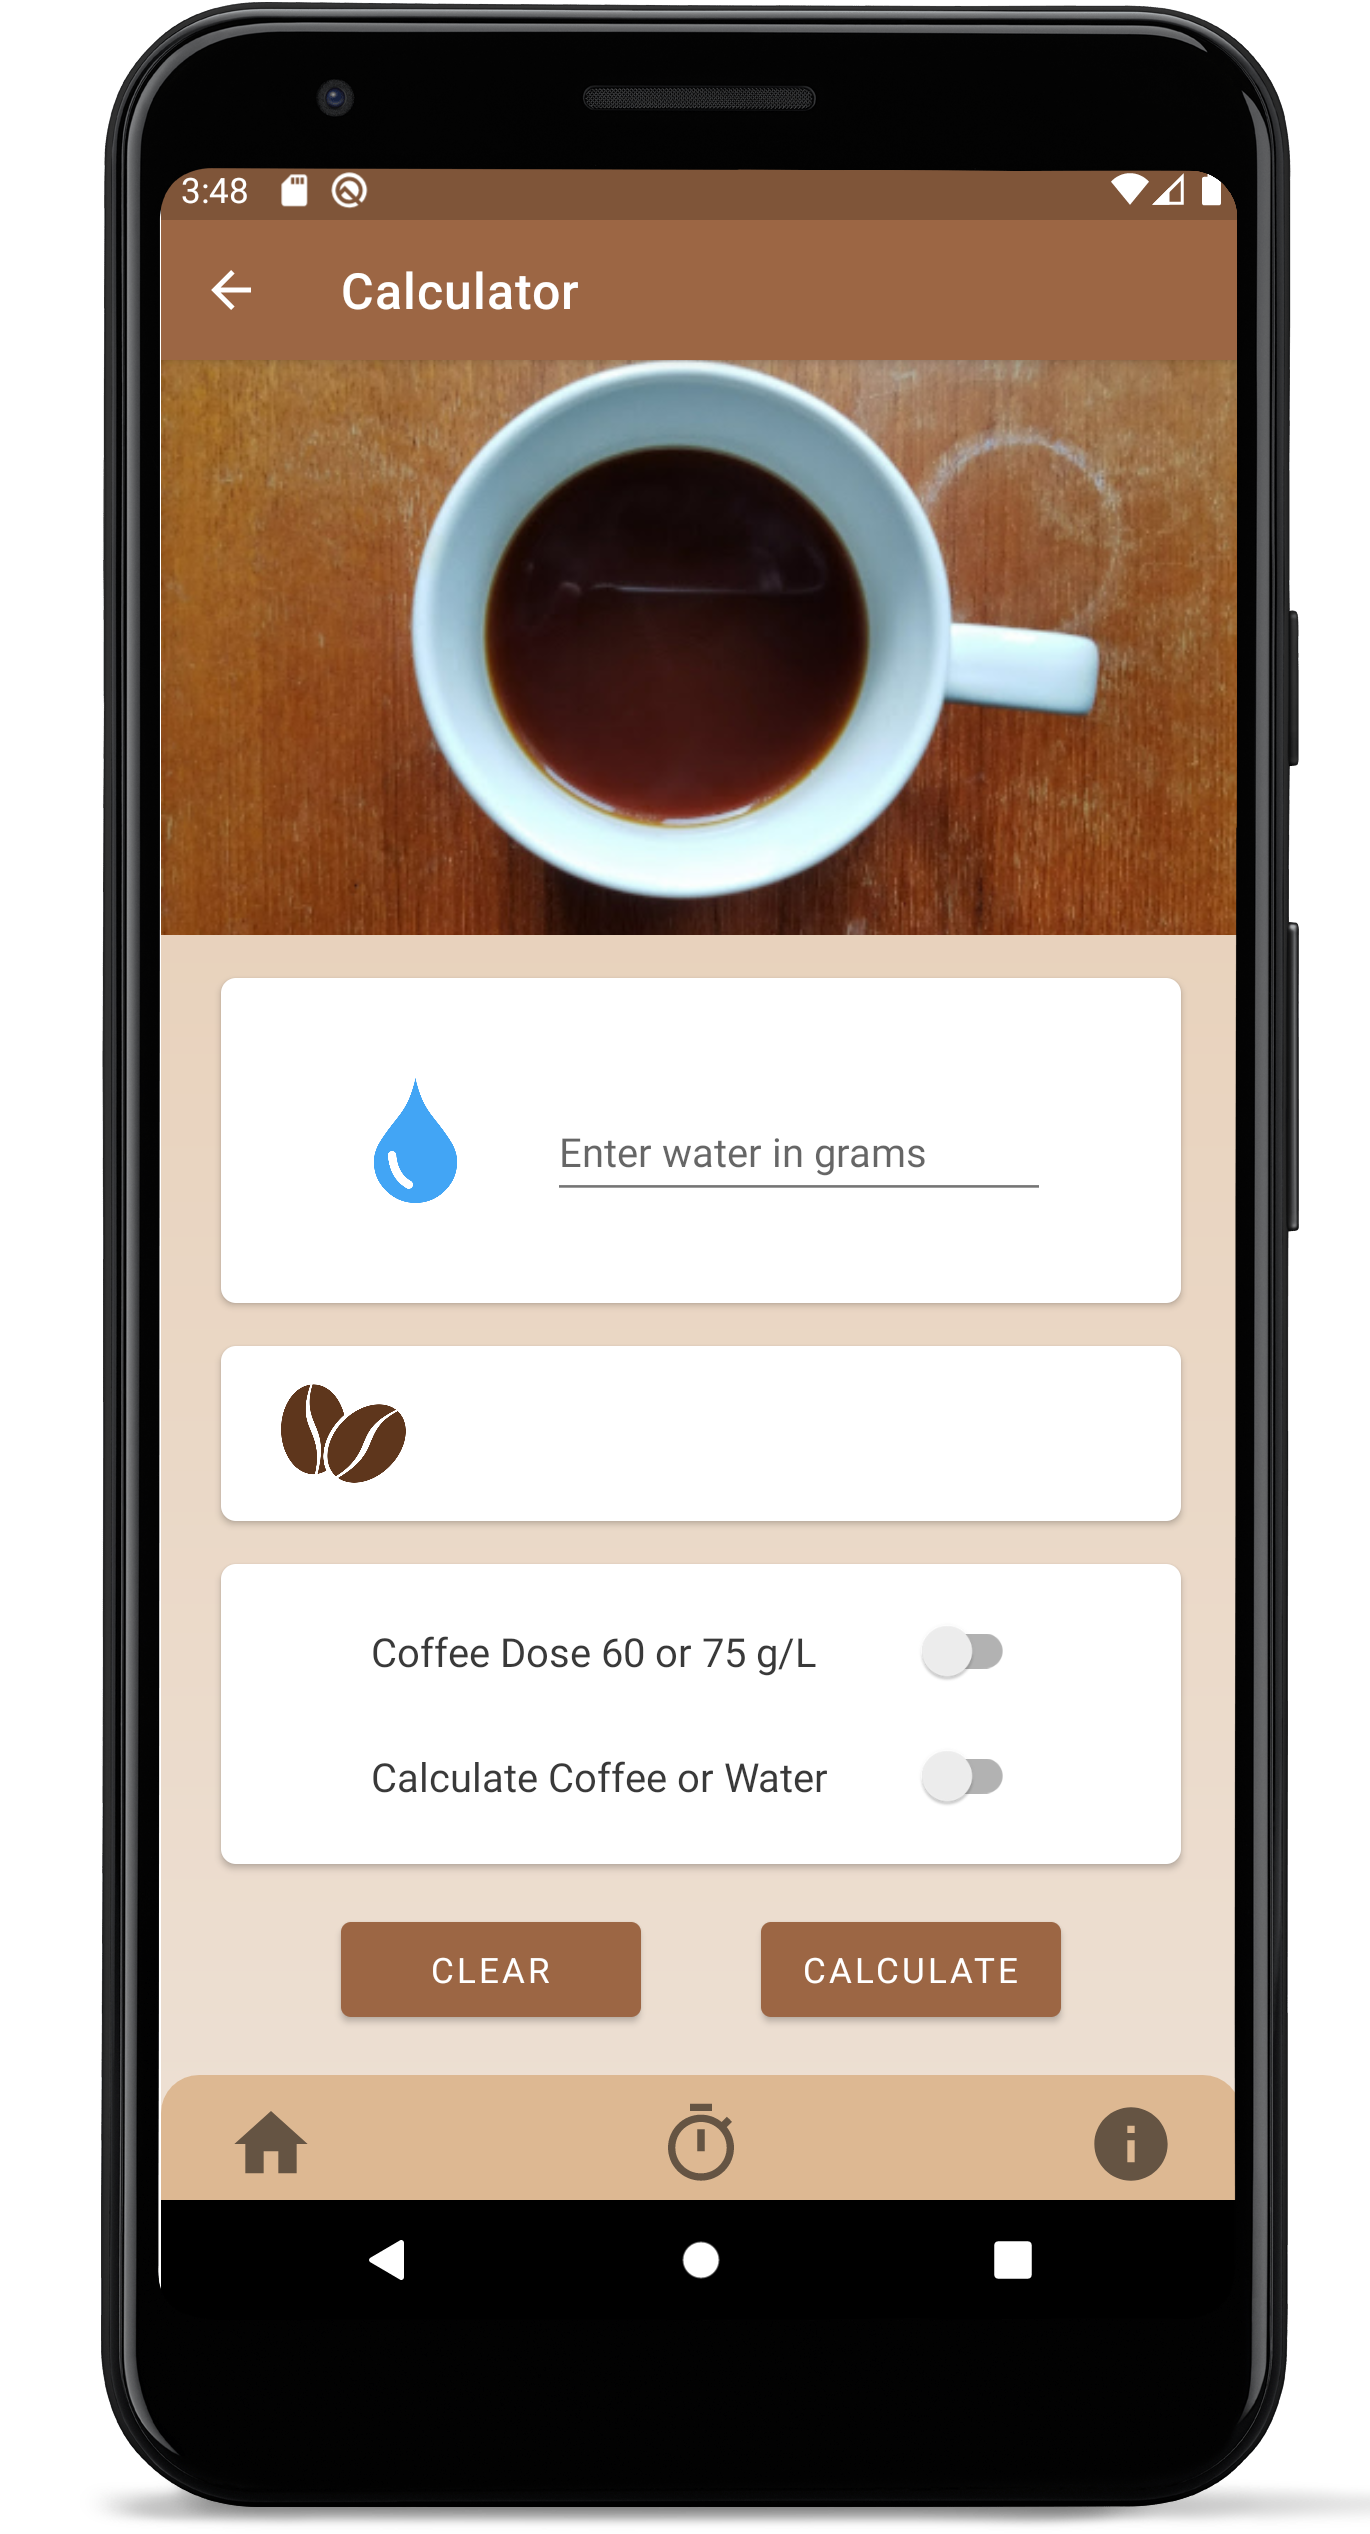 3:48
Calculator
Enter water in grams
Coffee Dose 60 or 75 g/L
Calculate Coffee or Water
CLEAR
CALCULATE